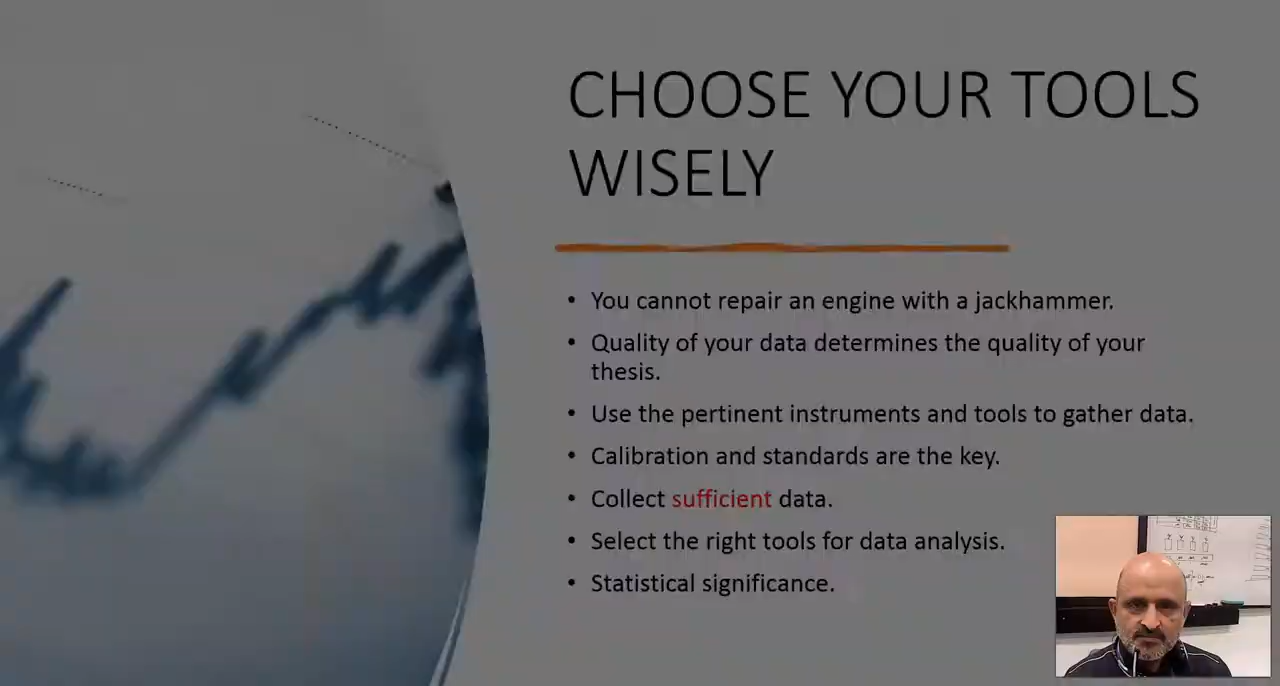 CHOOSE YOUR TOOLS
WISELY
• You cannot repair an engine with a jackhammer.
• Quality of your data determines the quality of your
thesis.
• Use the pertinent instruments and tools to gather data.
• Calibration and standards are the key.
• Collect sufficient data.
• Select the right tools for data analysis.
• Statistical significance.